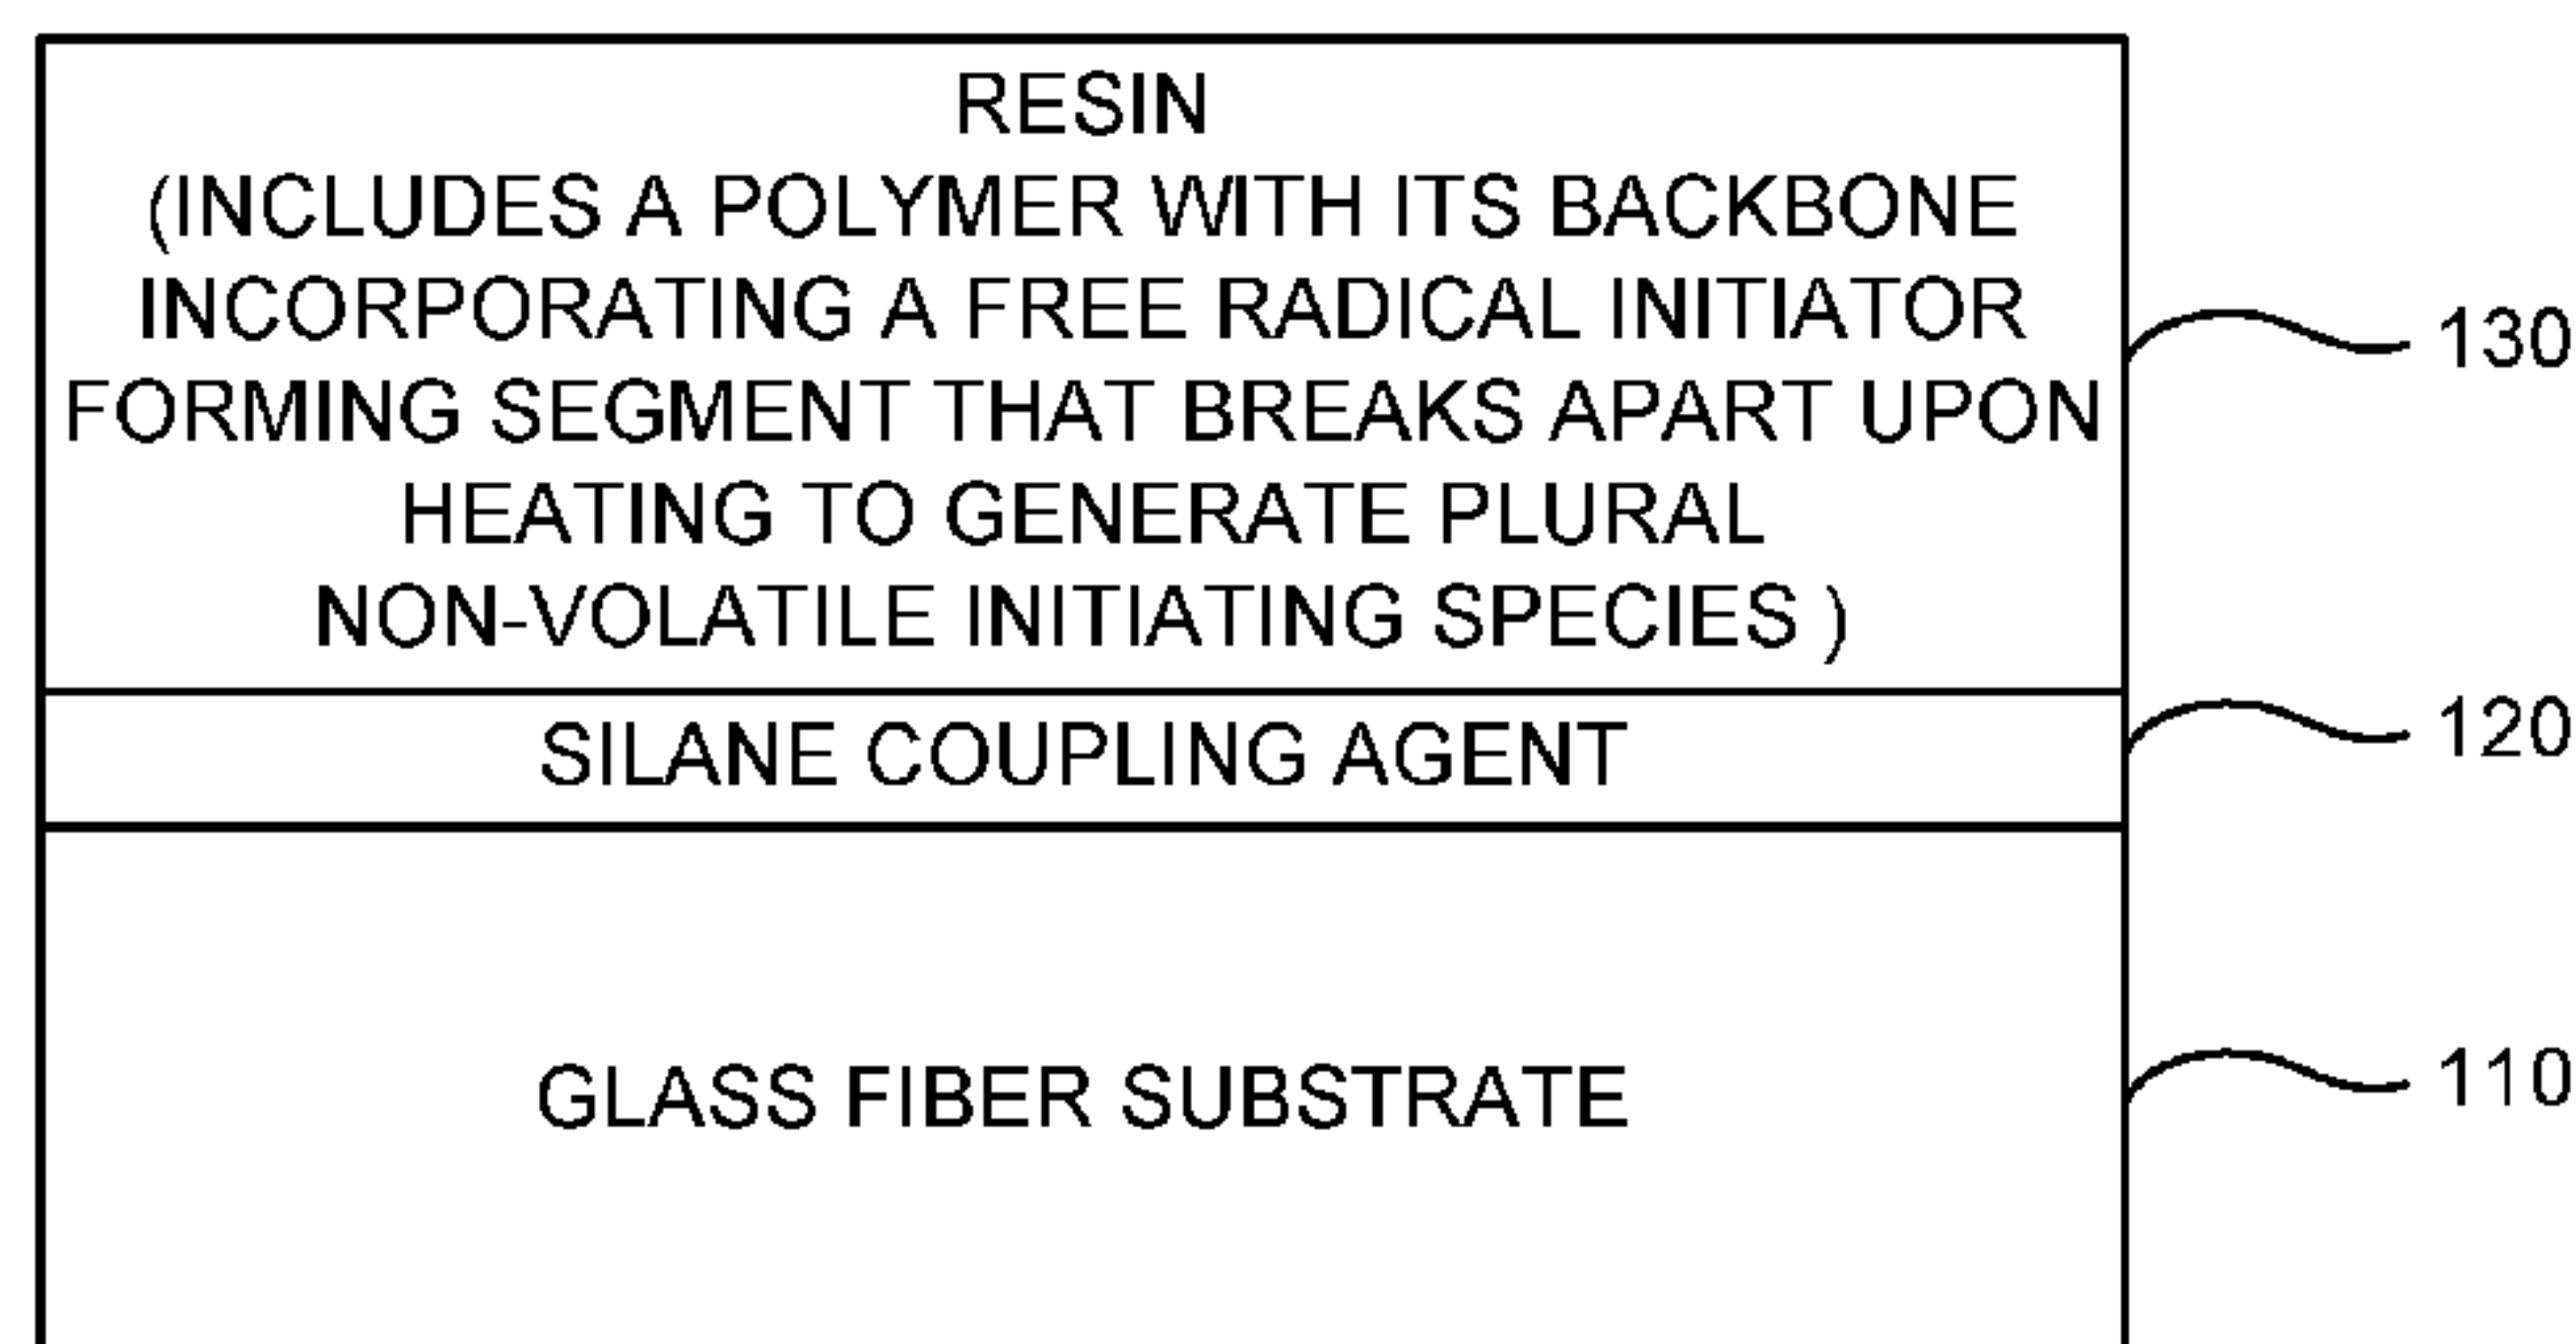 RESIN
(INCLUDES A POLYMER WITH ITS BACKBONE
INCORPORATING A FREE RADICAL INITIATOR
FORMING SEGMENT THAT BREAKS APART UPON
HEATING TO GENERATE PLURAL
NON-VOLATILE INITIATING SPECIES )
130
SILANE COUPLING AGENT
120
GLASS FIBER SUBSTRATE
110